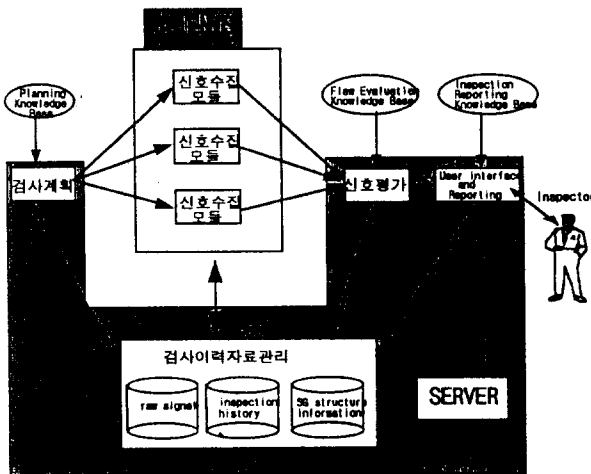 Planning
Knowledge
Base
신호수집
모듈
신호수집
모듈
신호수집
모듈
Flaw Evaluation
Knowledge Base
Inspection
Reporting
Knowledge Base
검사계획
신호평가
User interface
and
Reporting
Inspector
검사이력자료관리
raw signal
inspection
history
SG structure
information
SERVER